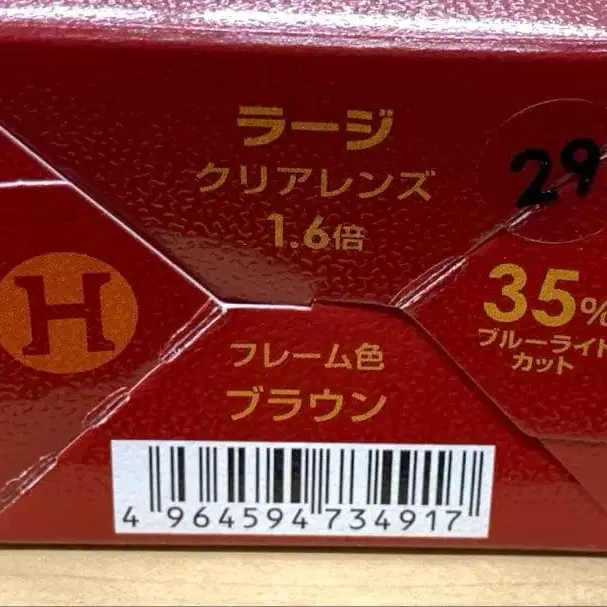 ラージ
クリアレンズ
1.6倍
29
H
35%
ブルーライト
カット
フレーム色
ブラウン
4 964594 734917